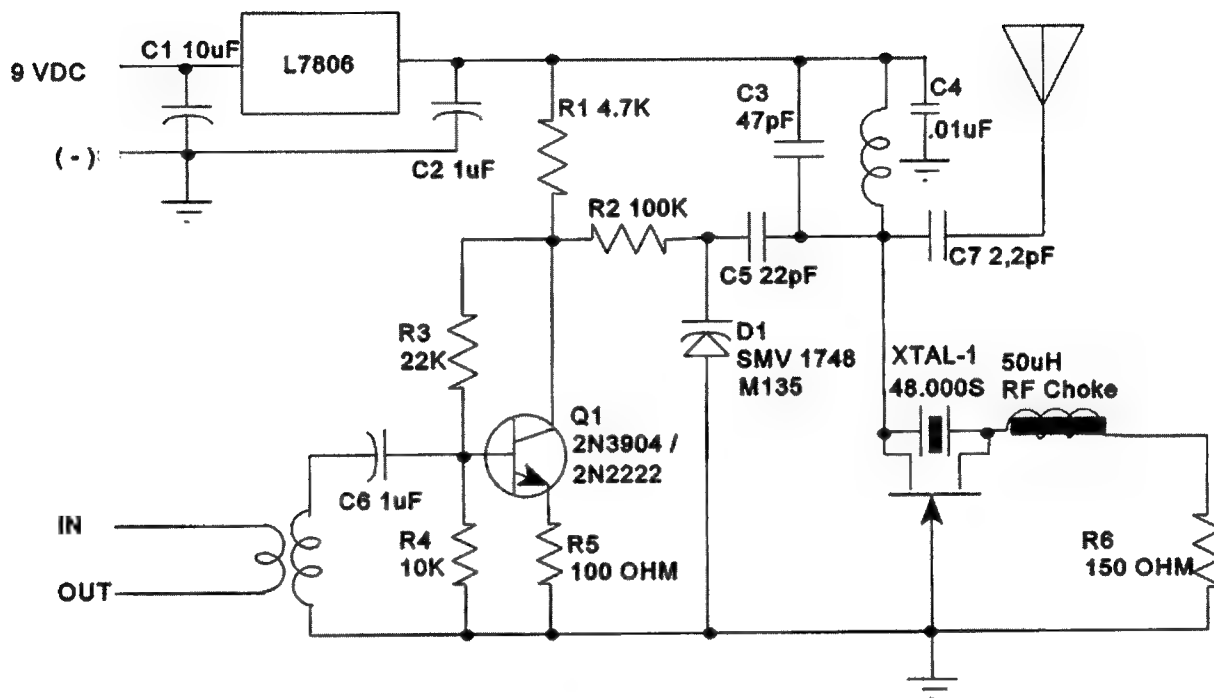 C1 10uF
9 VDC
L7806
( - )
C2 1uF
R1 4.7K
C3
47pF
C4
.01uF
R2 100K
C5 22pF
C7 2,2pF
R3
22K
D1
SMV 1748
M135
XTAL-1
48.000S
50uH
RF Choke
Q1
2N3904 /
2N2222
C6 1uF
IN
OUT
R4
10K
R5
100 OHM
R6
150 OHM